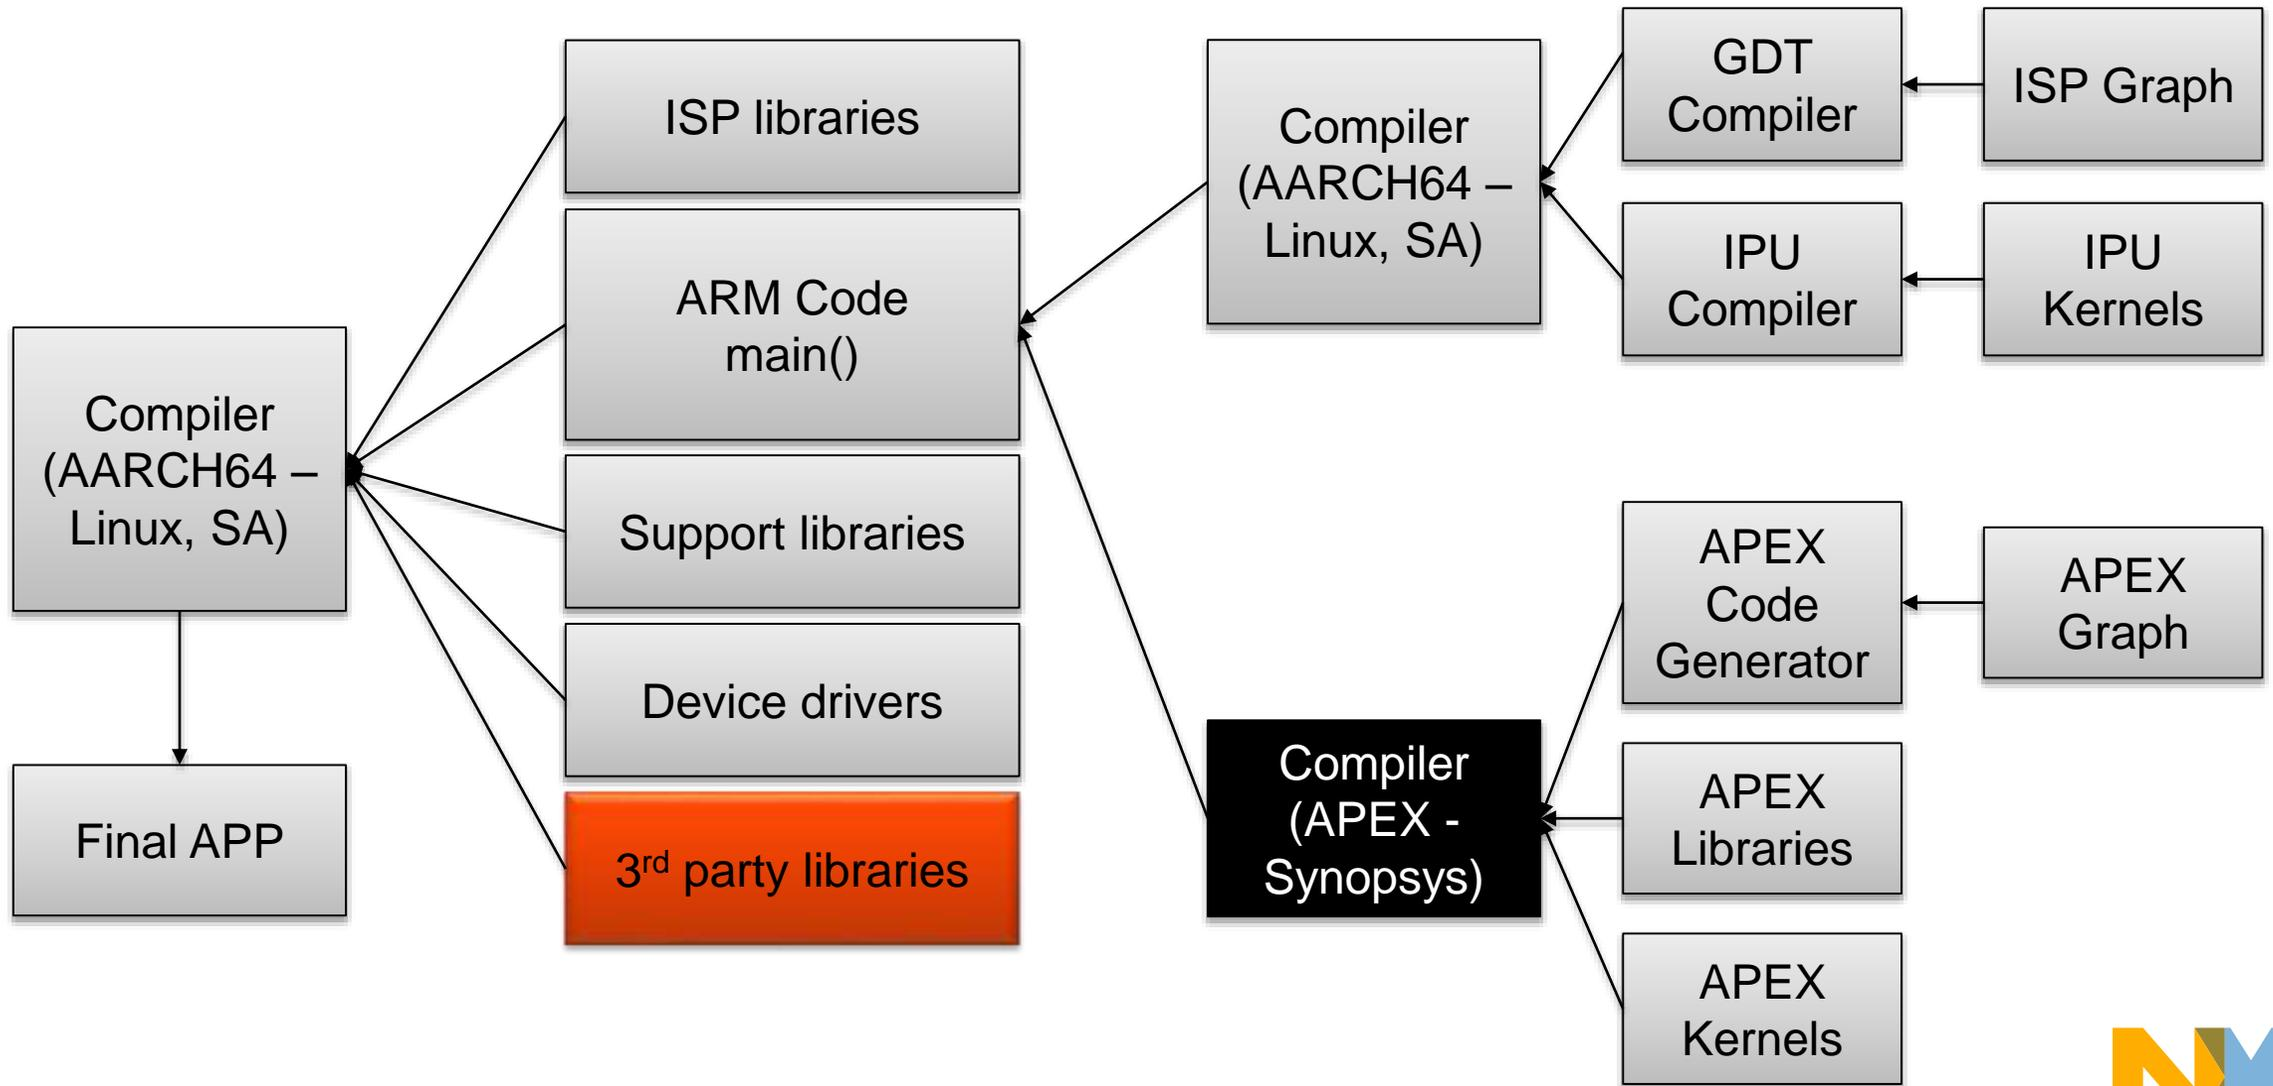 ISP libraries
ARM Code
main()
Support libraries
Device drivers
3rd party libraries
Compiler
(AARCH64 –
Linux, SA)
Final APP
Compiler
(AARCH64 –
Linux, SA)
GDT
Compiler
ISP Graph
IPU
Compiler
IPU
Kernels
Compiler
(APEX -
Synopsys)
APEX
Code
Generator
APEX
Graph
APEX
Libraries
APEX
Kernels